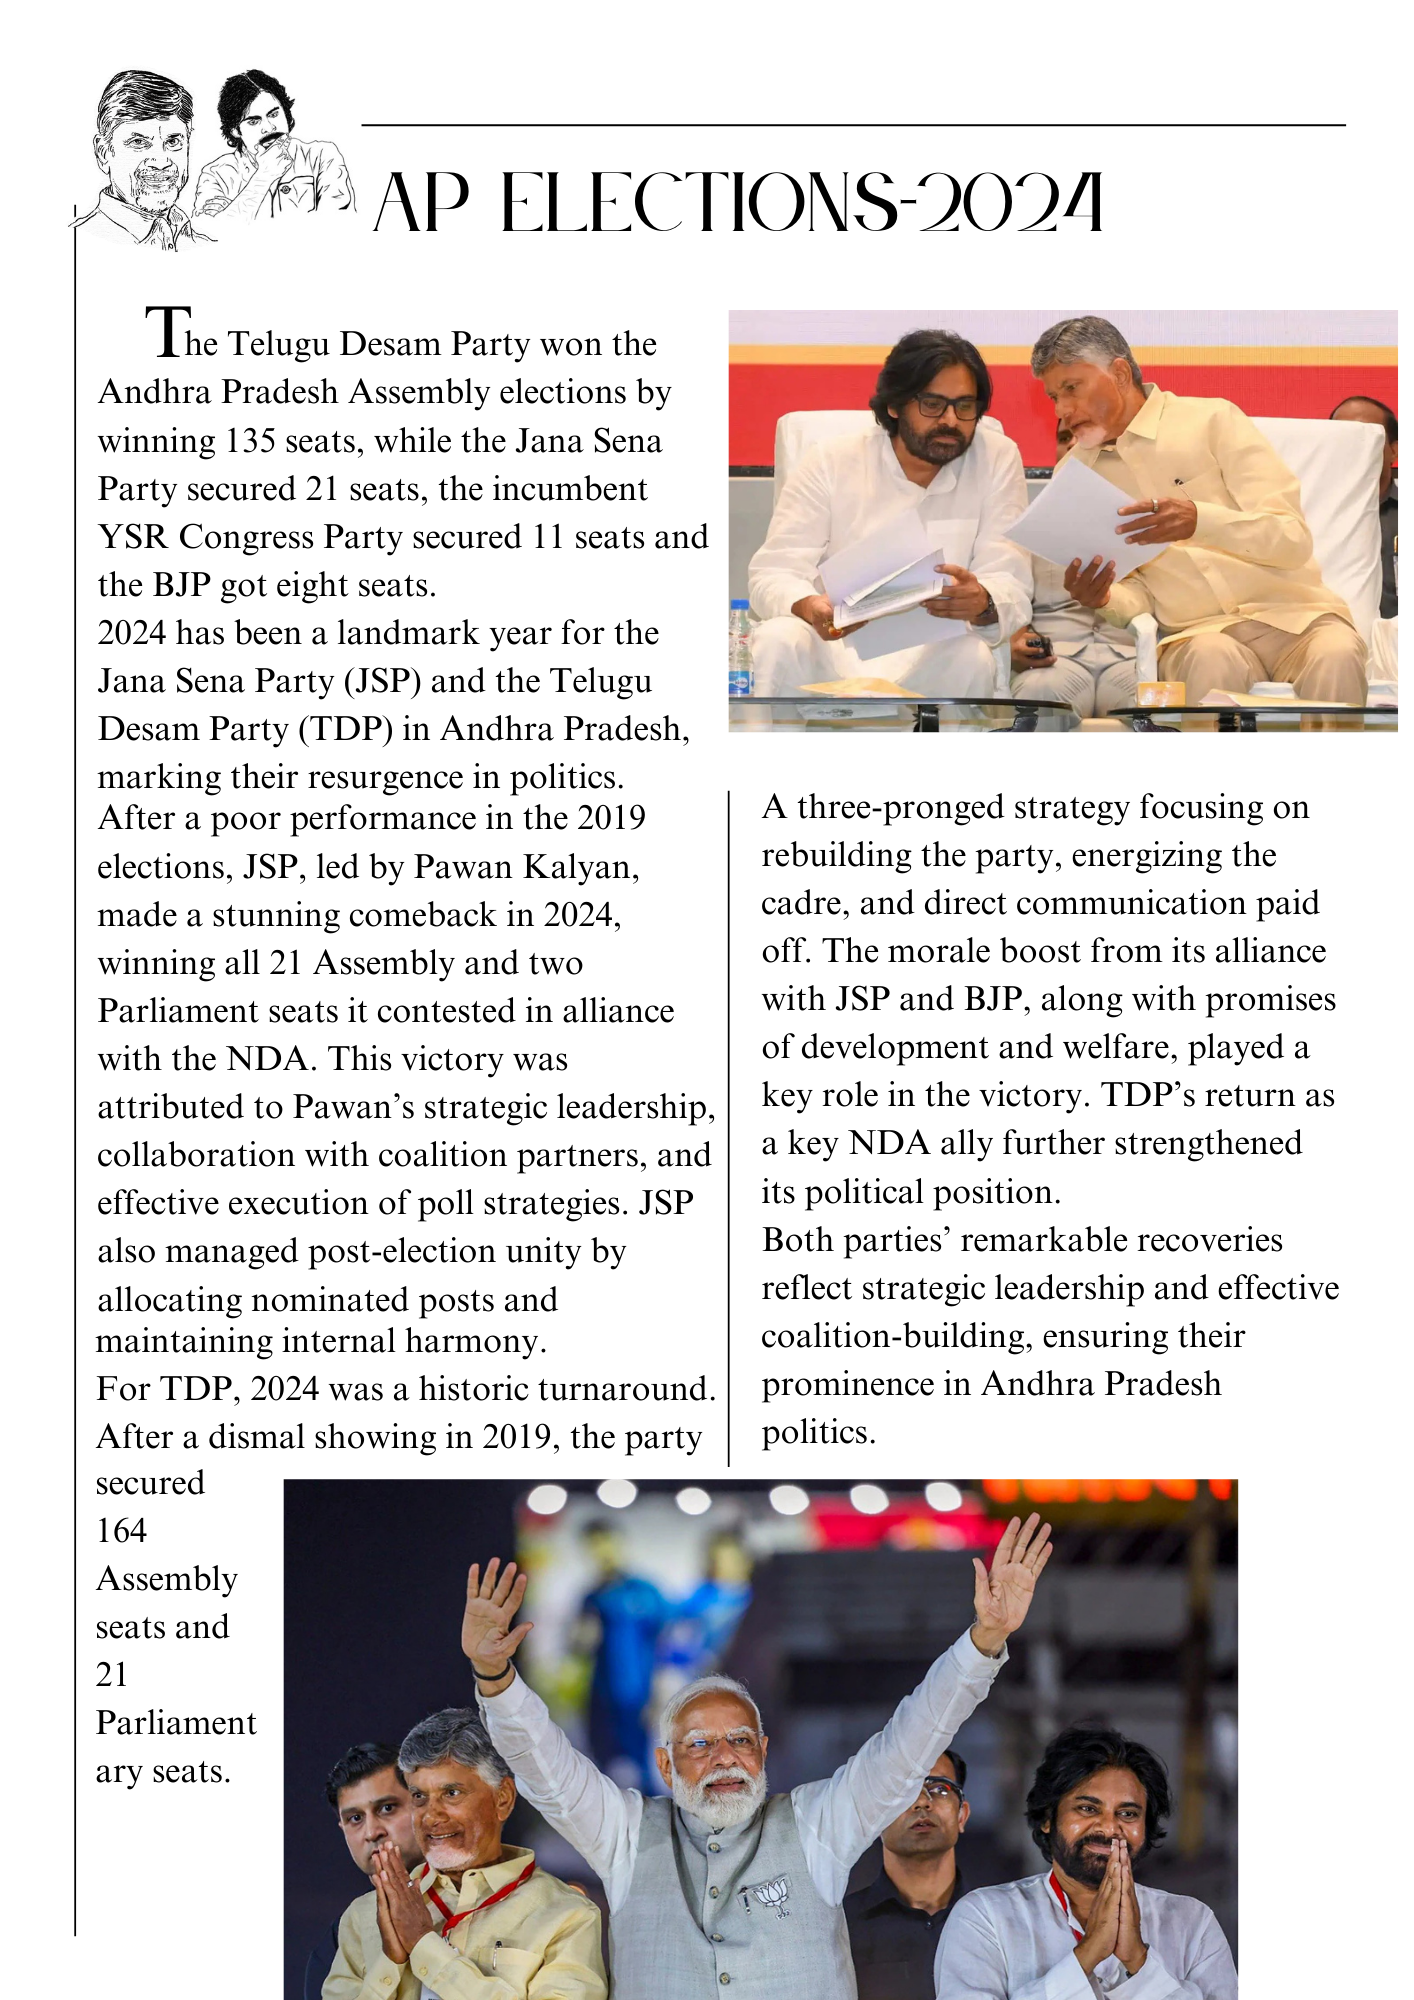 AP ELECTIONS-2024
The Telugu Desam Party won the
Andhra Pradesh Assembly elections by
winning 135 seats, while the Jana Sena
Party secured 21 seats, the incumbent
YSR Congress Party secured 11 seats and
the BJP got eight seats.
2024 has been a landmark year for the
Jana Sena Party (JSP) and the Telugu
Desam Party (TDP) in Andhra Pradesh,
marking their resurgence in politics.
After a poor performance in the 2019
elections, JSP, led by Pawan Kalyan,
made a stunning comeback in 2024,
winning all 21 Assembly and two
Parliament seats it contested in alliance
with the NDA. This victory was
attributed to Pawan’s strategic leadership,
collaboration with coalition partners, and
effective execution of poll strategies. JSP
also managed post-election unity by
allocating nominated posts and
maintaining internal harmony.
For TDP, 2024 was a historic turnaround.
After a dismal showing in 2019, the party
secured
164
Assembly
seats and
21
Parliament
ary seats.
A three-pronged strategy focusing on
rebuilding the party, energizing the
cadre, and direct communication paid
off. The morale boost from its alliance
with JSP and BJP, along with promises
of development and welfare, played a
key role in the victory. TDP’s return as
a key NDA ally further strengthened
its political position.
Both parties’ remarkable recoveries
reflect strategic leadership and effective
coalition-building, ensuring their
prominence in Andhra Pradesh
politics.